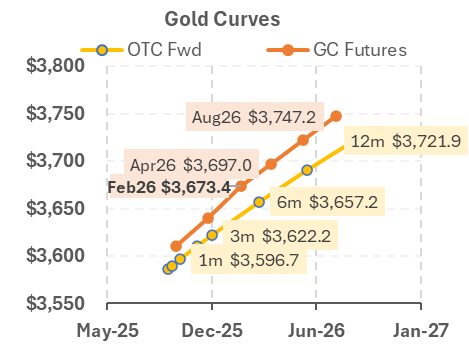 Gold Curves
OTC Fwd GC Futures
$3,800
$3,750
Aug26 $3,747.2
12m $3,721.9
$3,700
Apr26 $3,697.0
Feb26 $3,673.4
6m $3,657.2
$3,650
3m $3,622.2
$3,600
1m $3,596.7
$3,550
May-25 Dec-25 Jun-26 Jan-27